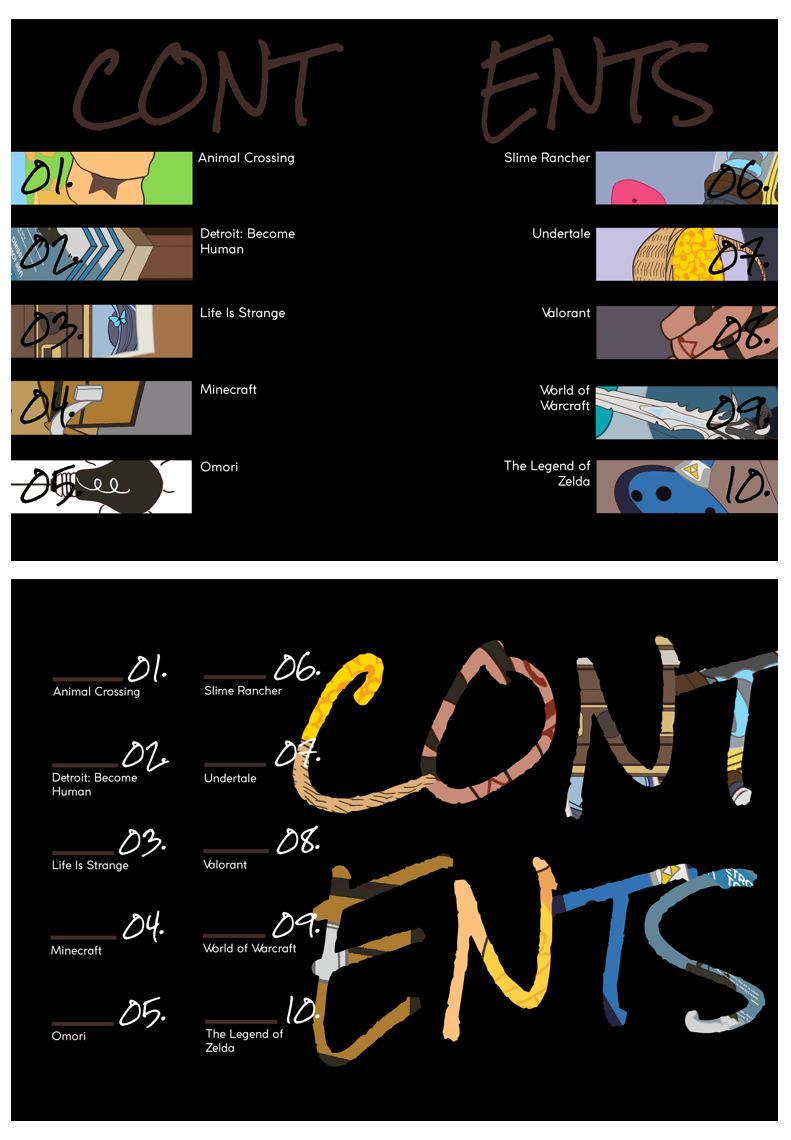 CONTENTS
01. Animal Crossing
02. Detroit: Become
Human
03. Life Is Strange
04. Minecraft
05. Omori
Slime Rancher 06.
Undertale 07.
Valorant 08.
World of
Warcraft 09.
The Legend of
Zelda 10.
01.
Animal Crossing
02.
Detroit: Become
Human
03.
Life Is Strange
04.
Minecraft
05.
Omori
06.
Slime Rancher
07.
Undertale
08.
Valorant
09.
World of Warcraft
10.
The Legend of
Zelda
CONT
ENTS